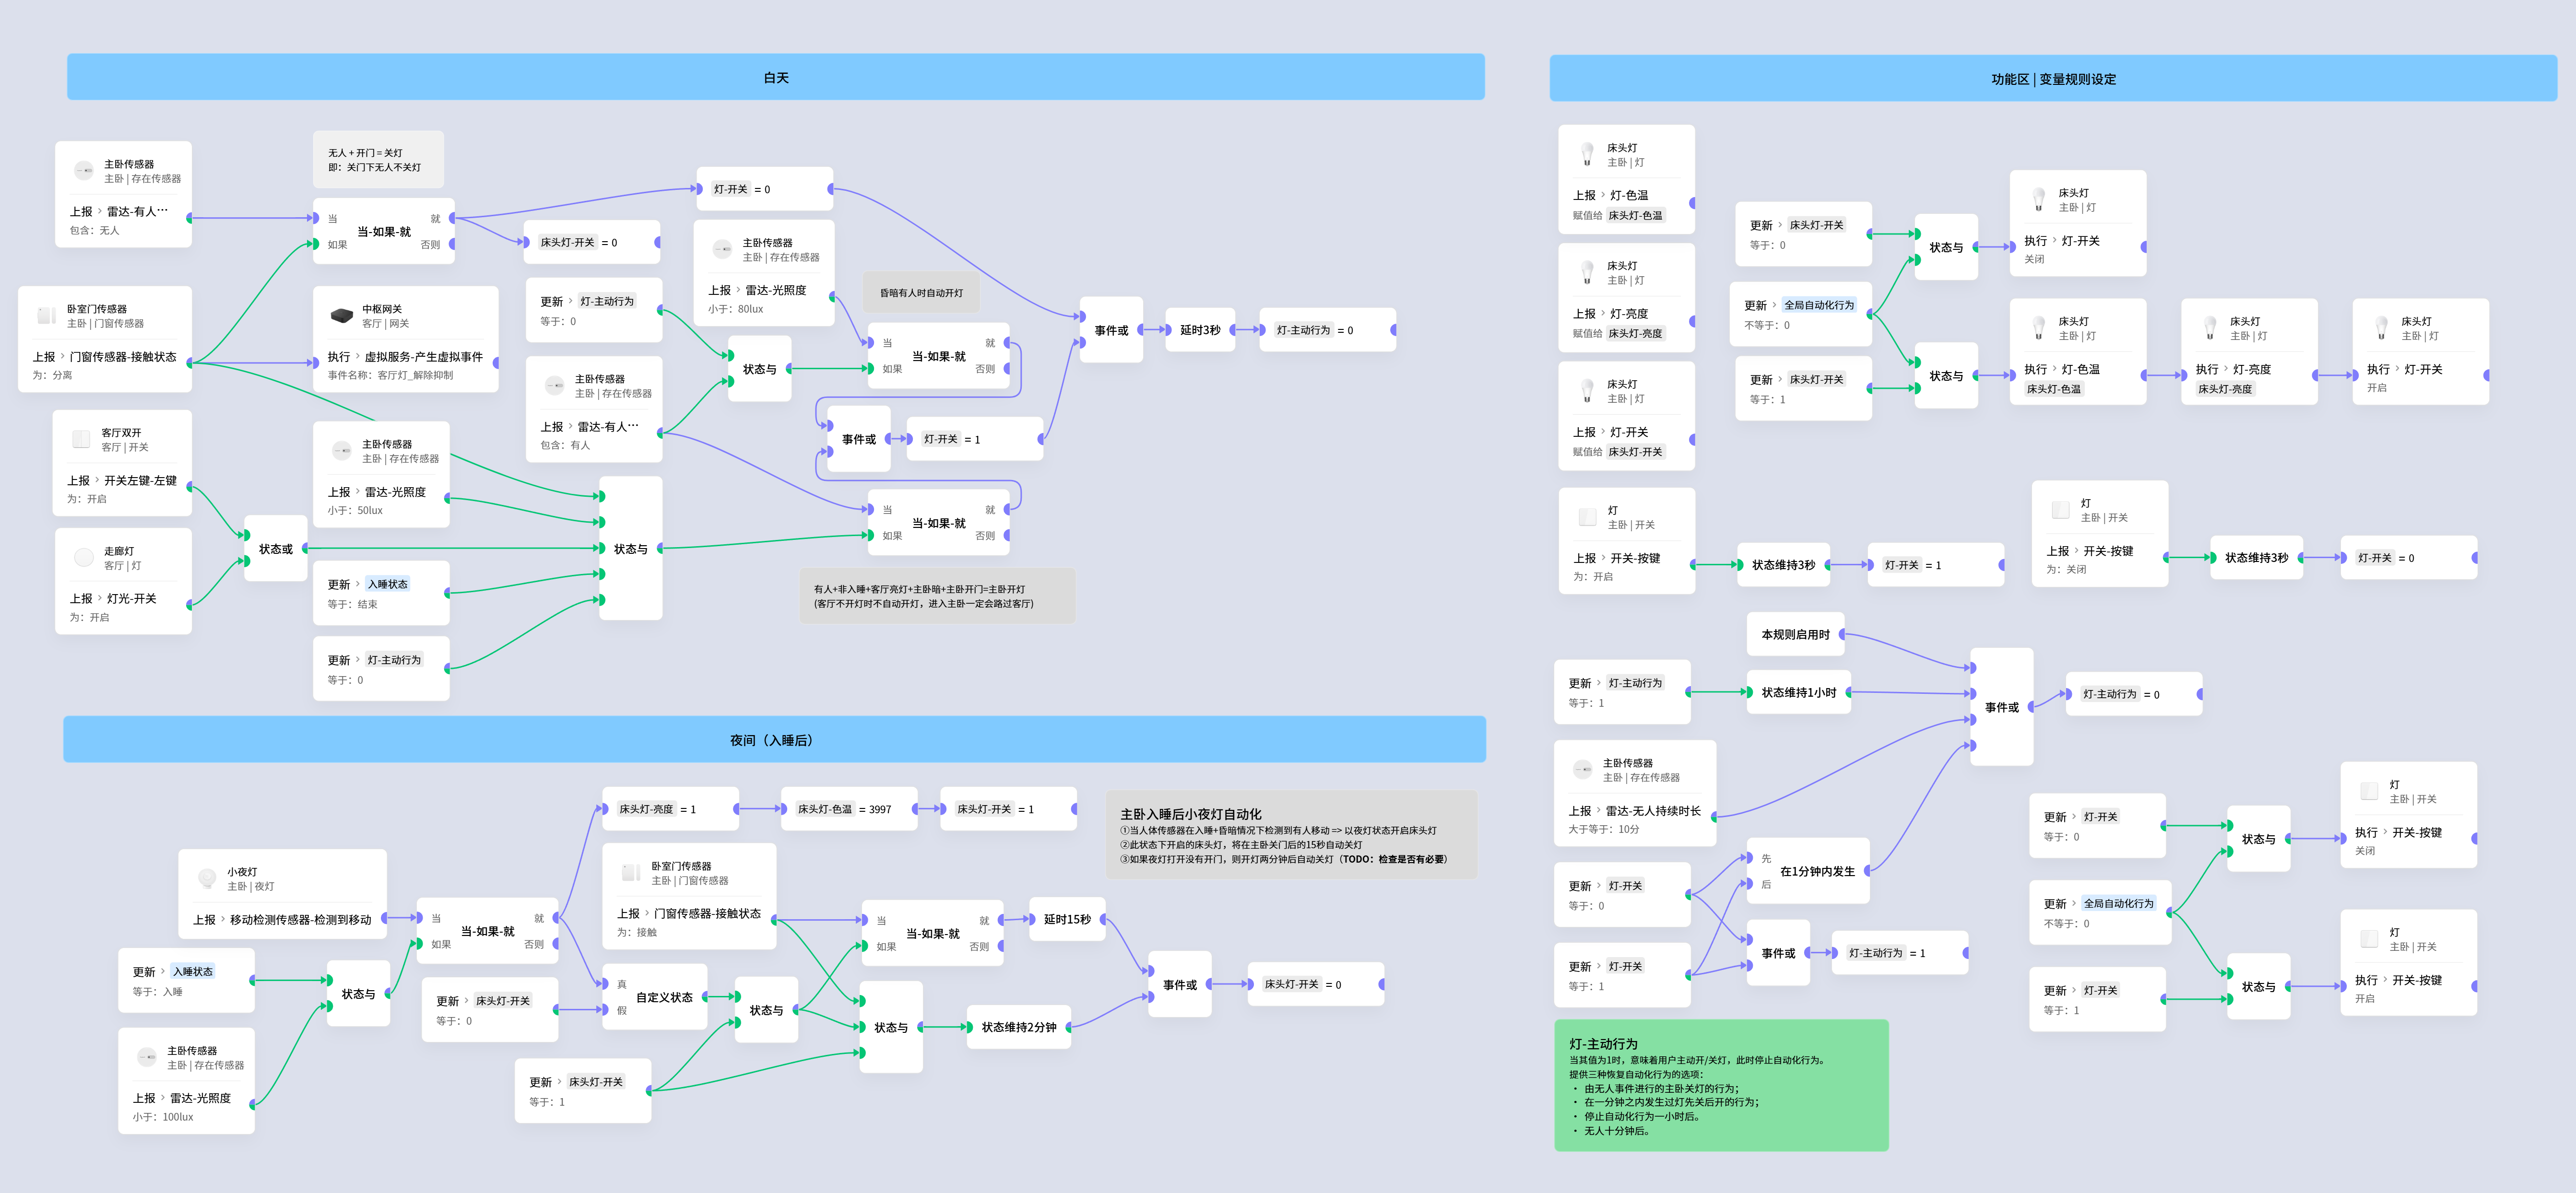 白天
主卧传感器
主卧 | 存在传感器
上报 › 雷达-有人…
包含：无人
无人 + 开门 = 关灯
即：关门下无人不关灯
当
就
当-如果-就
如果
否则
灯-开关 = 0
床头灯-开关 = 0
主卧传感器
主卧 | 存在传感器
上报 › 雷达-光照度
小于：80lux
昏暗有人时自动开灯
卧室门传感器
主卧 | 门窗传感器
上报 › 门窗传感器-接触状态
为：分离
中枢网关
客厅 | 网关
执行 › 虚拟服务-产生虚拟事件
事件名称：客厅灯_解除抑制
更新 › 灯-主动行为
等于：0
主卧传感器
主卧 | 存在传感器
上报 › 雷达-有人…
包含：有人
状态与
当
就
当-如果-就
如果
否则
事件或
延时3秒
灯-主动行为 = 0
事件或
灯-开关 = 1
客厅双开
客厅 | 开关
上报 › 开关左键-左键
为：开启
走廊灯
客厅 | 灯
上报 › 灯光-开关
为：开启
状态或
主卧传感器
主卧 | 存在传感器
上报 › 雷达-光照度
小于：50lux
更新 › 入睡状态
等于：结束
更新 › 灯-主动行为
等于：0
状态与
当
就
当-如果-就
如果
否则
有人+非入睡+客厅亮灯+主卧暗+主卧开门=主卧开灯
(客厅不开灯时不自动开灯，进入主卧一定会路过客厅)
夜间（入睡后）
小夜灯
主卧 | 夜灯
上报 › 移动检测传感器-检测到移动
更新 › 入睡状态
等于：入睡
主卧传感器
主卧 | 存在传感器
上报 › 雷达-光照度
小于：100lux
状态与
当
就
当-如果-就
如果
否则
床头灯-亮度 = 1
床头灯-色温 = 3997
床头灯-开关 = 1
卧室门传感器
主卧 | 门窗传感器
上报 › 门窗传感器-接触状态
为：接触
更新 › 床头灯-开关
等于：0
真
自定义状态
假
更新 › 床头灯-开关
等于：1
状态与
当
就
当-如果-就
如果
否则
延时15秒
状态与
状态维持2分钟
事件或
床头灯-开关 = 0
主卧入睡后小夜灯自动化
①当人体传感器在入睡+昏暗情况下检测到有人移动 => 以夜灯状态开启床头灯
②此状态下开启的床头灯，将在主卧关门后的15秒自动关灯
③如果夜灯打开没有开门，则开灯两分钟后自动关灯（TODO：检查是否有必要）
功能区 | 变量规则设定
床头灯
主卧 | 灯
上报 › 灯-色温
赋值给 床头灯-色温
床头灯
主卧 | 灯
上报 › 灯-亮度
赋值给 床头灯-亮度
床头灯
主卧 | 灯
上报 › 灯-开关
赋值给 床头灯-开关
更新 › 床头灯-开关
等于：0
更新 › 全局自动化行为
不等于：0
更新 › 床头灯-开关
等于：1
状态与
状态与
床头灯
主卧 | 灯
执行 › 灯-开关
关闭
床头灯
主卧 | 灯
执行 › 灯-色温
床头灯-色温
床头灯
主卧 | 灯
执行 › 灯-亮度
床头灯-亮度
床头灯
主卧 | 灯
执行 › 灯-开关
开启
灯
主卧 | 开关
上报 › 开关-按键
为：开启
状态维持3秒
灯-开关 = 1
灯
主卧 | 开关
上报 › 开关-按键
为：关闭
状态维持3秒
灯-开关 = 0
本规则启用时
更新 › 灯-主动行为
等于：1
状态维持1小时
主卧传感器
主卧 | 存在传感器
上报 › 雷达-无人持续时长
大于等于：10分
更新 › 灯-开关
等于：0
更新 › 灯-开关
等于：1
先
在1分钟内发生
后
事件或
灯-主动行为 = 1
事件或
灯-主动行为 = 0
更新 › 灯-开关
等于：0
更新 › 全局自动化行为
不等于：0
更新 › 灯-开关
等于：1
状态与
状态与
灯
主卧 | 开关
执行 › 开关-按键
关闭
灯
主卧 | 开关
执行 › 开关-按键
开启
灯-主动行为
当其值为1时，意味着用户主动开/关灯，此时停止自动化行为。
提供三种恢复自动化行为的选项：
• 由无人事件进行的主卧关灯的行为；
• 在一分钟之内发生过灯先关后开的行为；
• 停止自动化行为一小时后。
• 无人十分钟后。